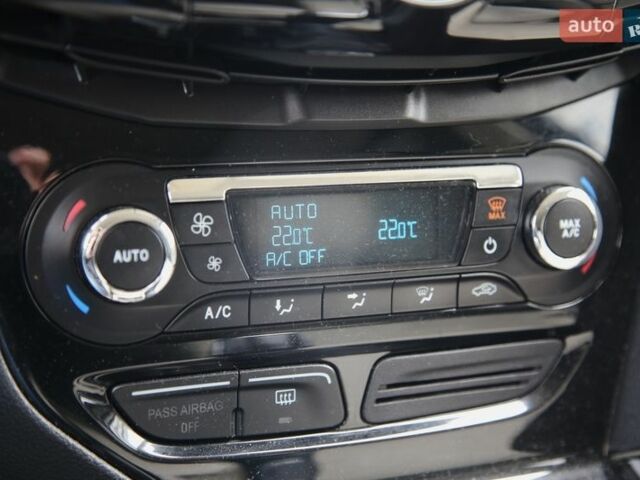 auto
R
AUTO
22.0°C 22.0°C
A/C OFF
MAX
AUTO
MAX
A/C
A/C
PASS AIRBAG
OFF